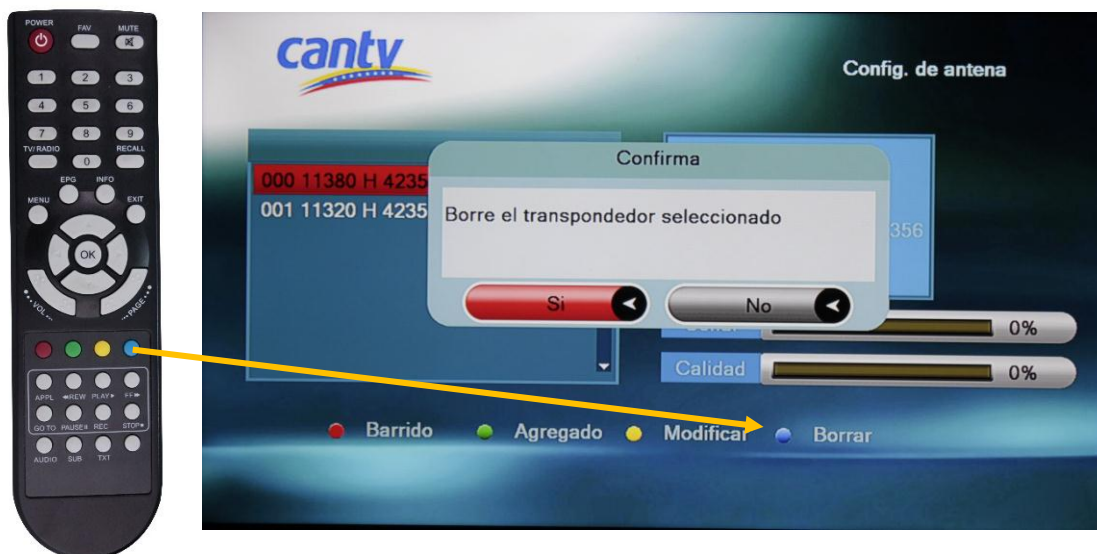 POWER
FAV
MUTE
1
2
3
4
5
6
7
8
9
TV/RADIO
0
RECALL
EPG
INFO
MENU
EXIT
OK
VOL
PAGE
APPL
REW
PLAY
FF
GO TO
PAUSE
REC
STOP
AUDIO
SUB
TXT
cantv
Config. de antena
Confirma
000 11380 H 4235
001 11320 H 4235
Borre el transpondedor seleccionado
356
Si
No
0%
Calidad
0%
Barrido
Agregado
Modificar
Borrar